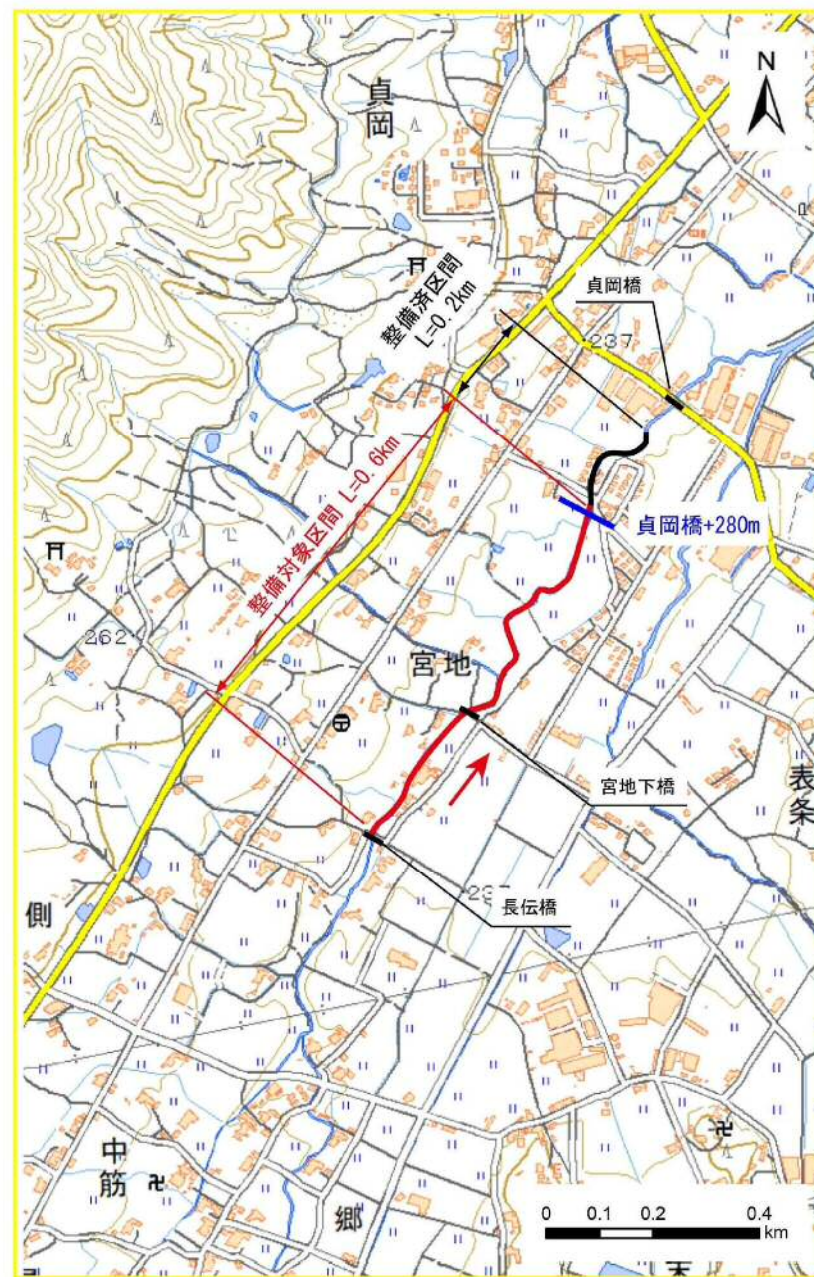 N
貞岡
整備済区間
L=0.2km
貞岡橋
237
整備対象区間 L=0.6km
貞岡橋+280m
262
宮地
宮地下橋
表条
側
長伝橋
中筋
郷
0 0.1 0.2 0.4
km